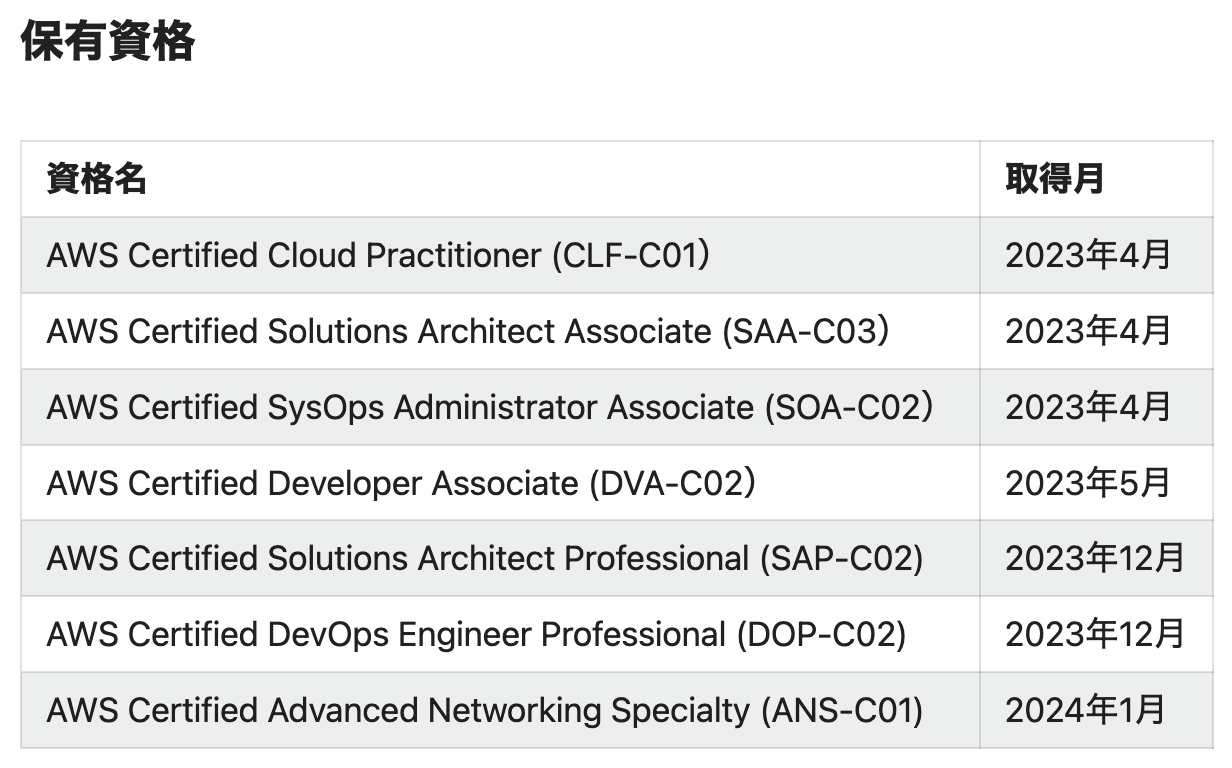 保有資格
資格名 取得月
AWS Certified Cloud Practitioner (CLF-C01） 2023年4月
AWS Certified Solutions Architect Associate (SAA-C03） 2023年4月
AWS Certified SysOps Administrator Associate (SOA-C02） 2023年4月
AWS Certified Developer Associate (DVA-C02） 2023年5月
AWS Certified Solutions Architect Professional (SAP-C02) 2023年12月
AWS Certified DevOps Engineer Professional (DOP-C02) 2023年12月
AWS Certified Advanced Networking Specialty (ANS-C01) 2024年1月